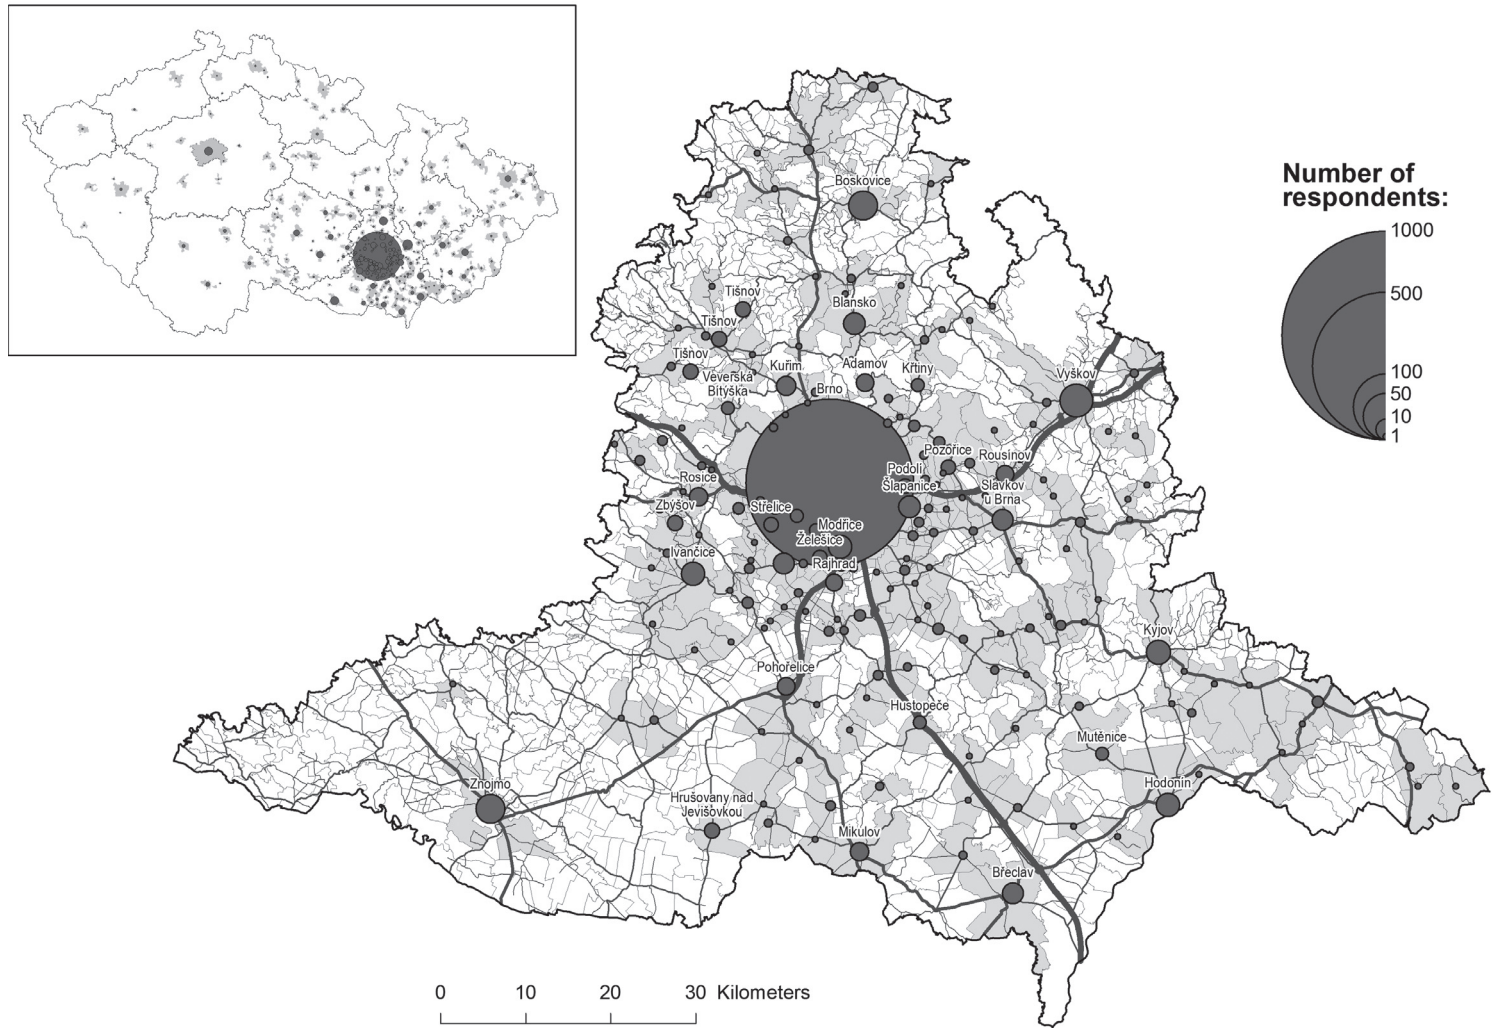 Number of
respondents:
1000
500
100
50
10
1
Boskovice
Tišnov
Blansko
Tišnov
Tišnov
Veverská
Bitýška
Kuřim
Adamov
Křtiny
Brno
Vyškov
Pozořice
Rousínov
Podolí
Šlapanice
Slavkov
u Brna
Rosice
Zbýšov
Střelice
Modřice
Želešice
Ivančice
Rajhrad
Kyjov
Pohořelice
Hustopeče
Mutěnice
Hodonín
Znojmo
Hrušovany nad
Jevišovkou
Mikulov
Břeclav
0 10 20 30 Kilometers